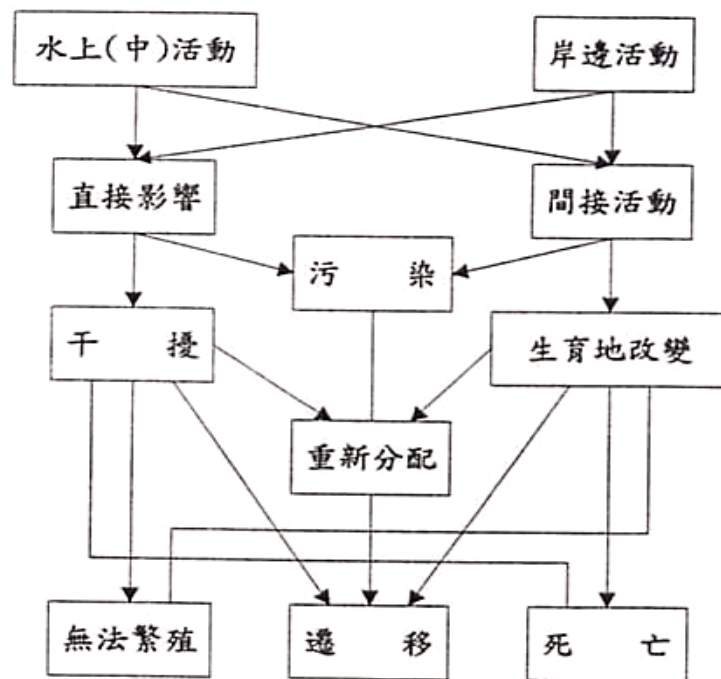 水上(中)活動
岸邊活動
直接影響
間接活動
污 染
干 擾
生育地改變
重新分配
無法繁殖
遷 移
死 亡